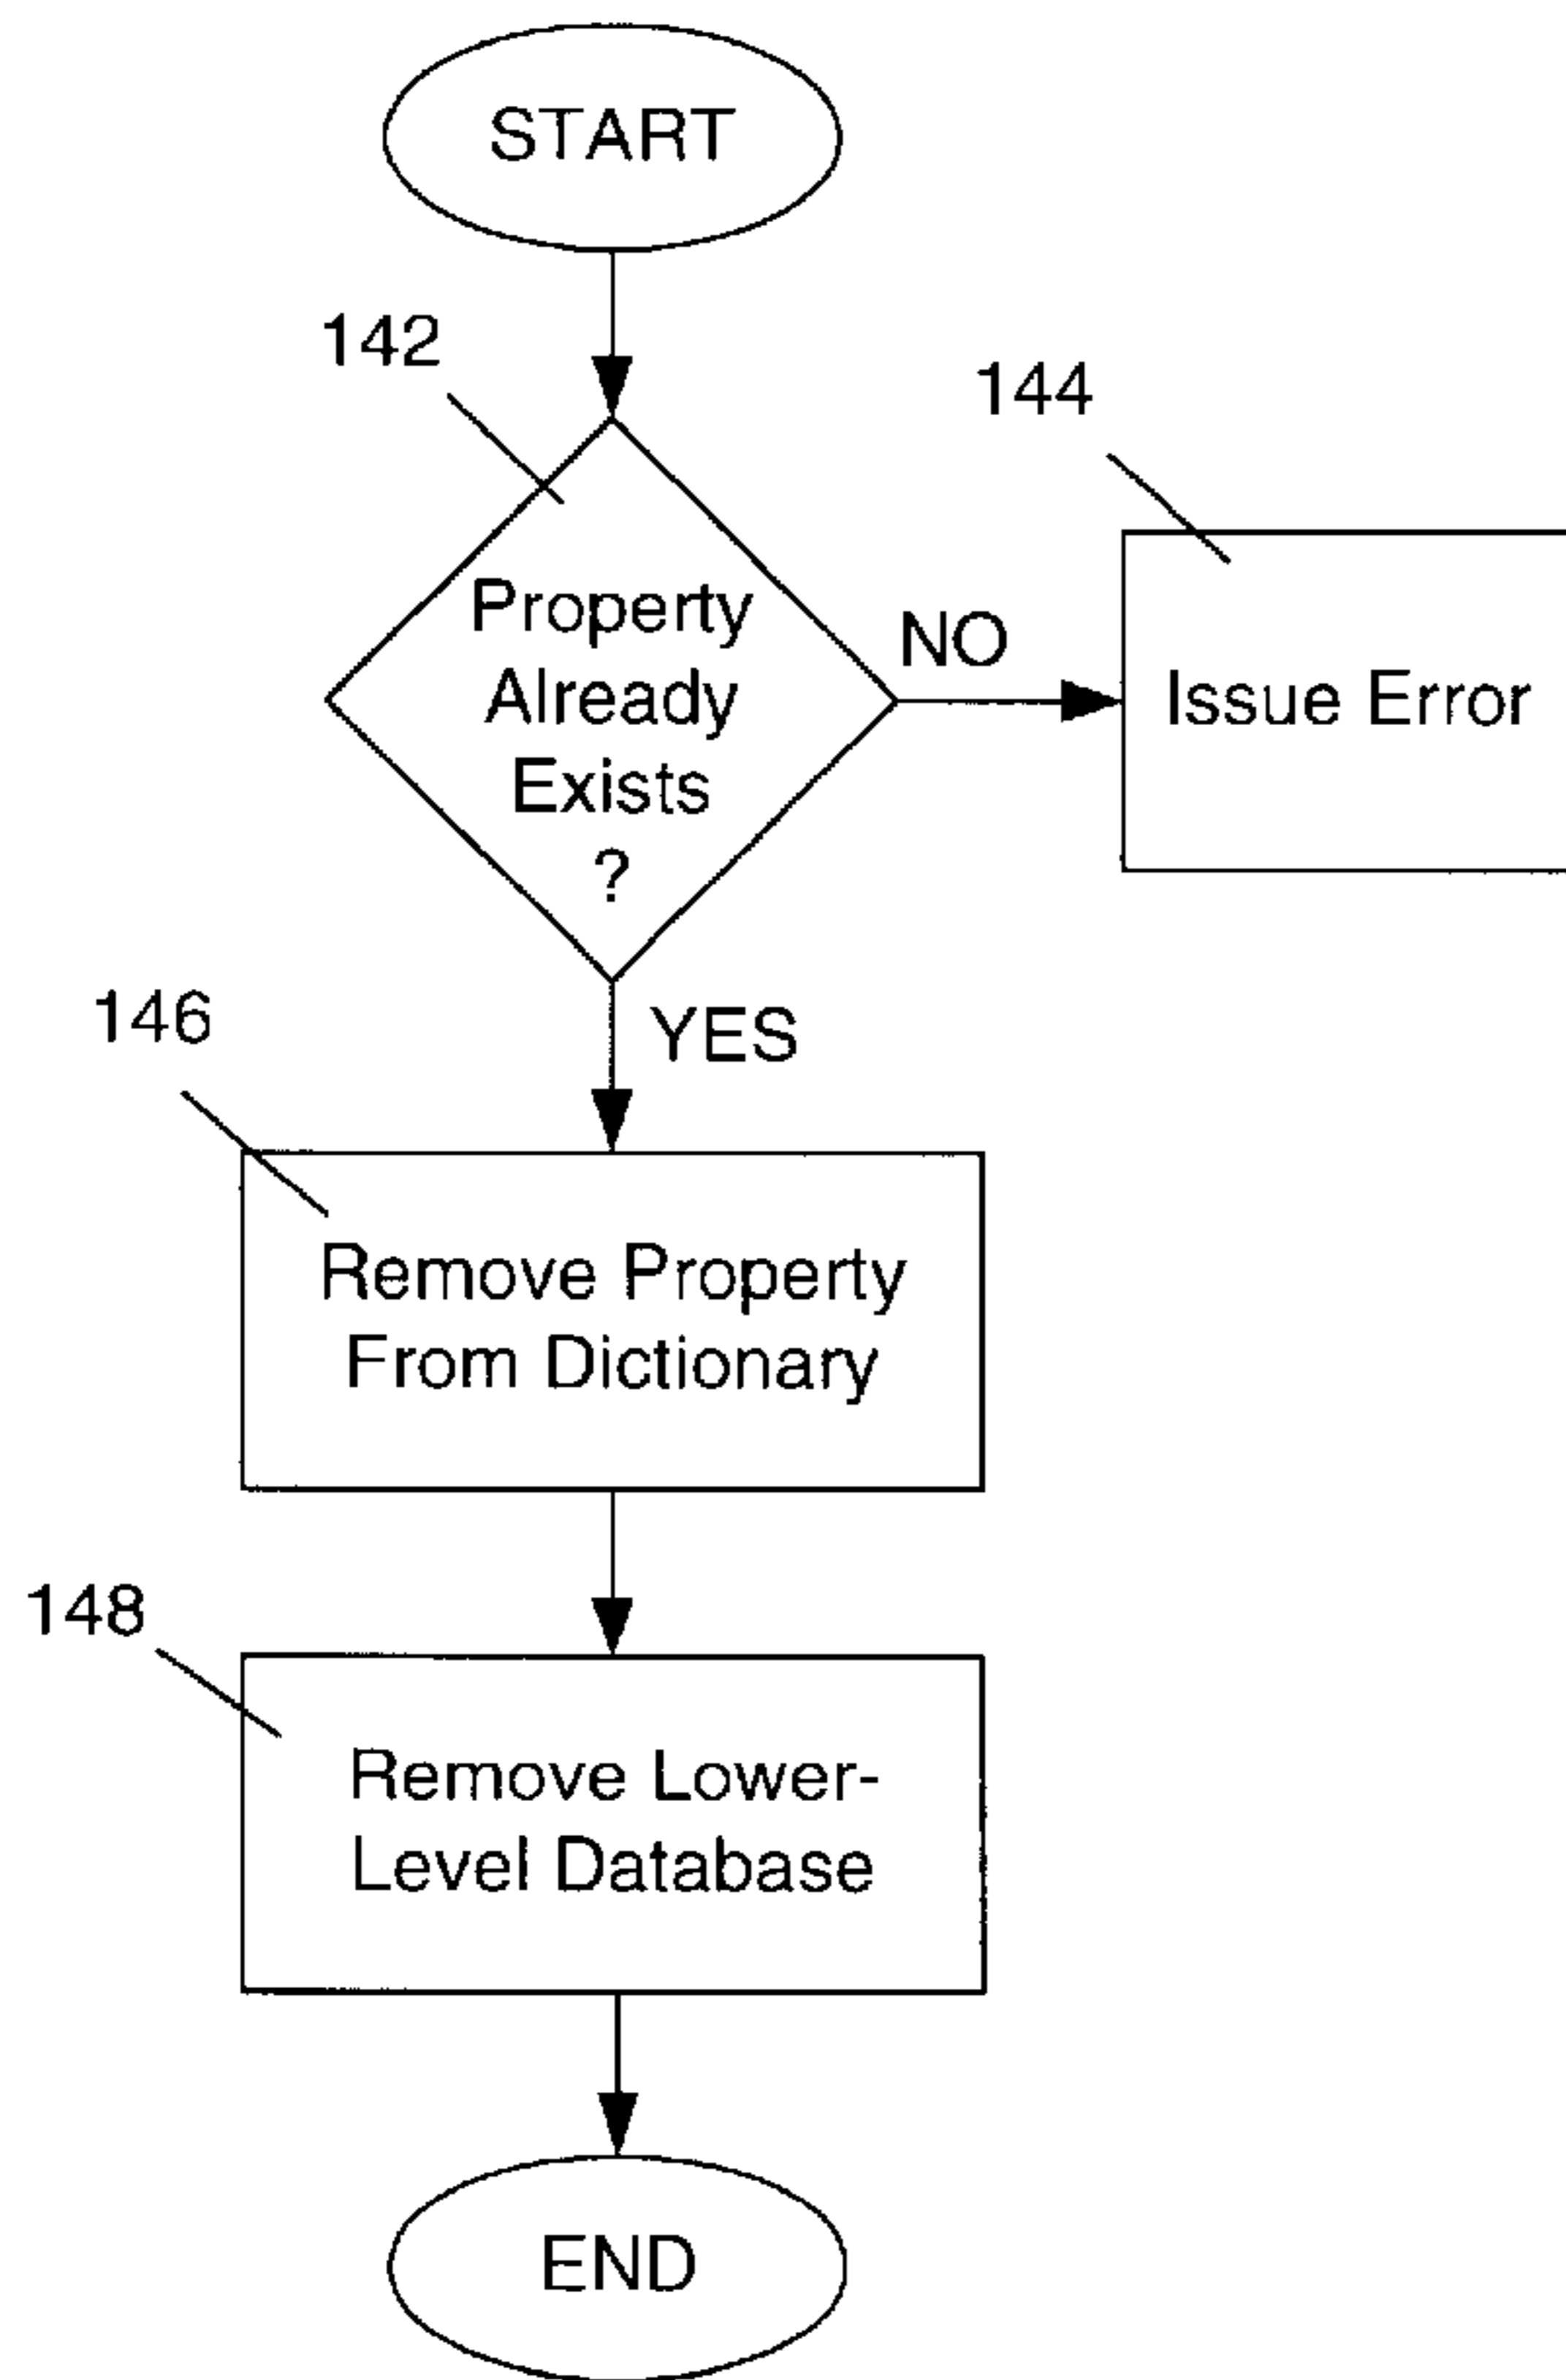 START
142
144
Property
Already
Exists
?
NO
Issue Error
146
YES
Remove Property
From Dictionary
148
Remove Lower-
Level Database
END